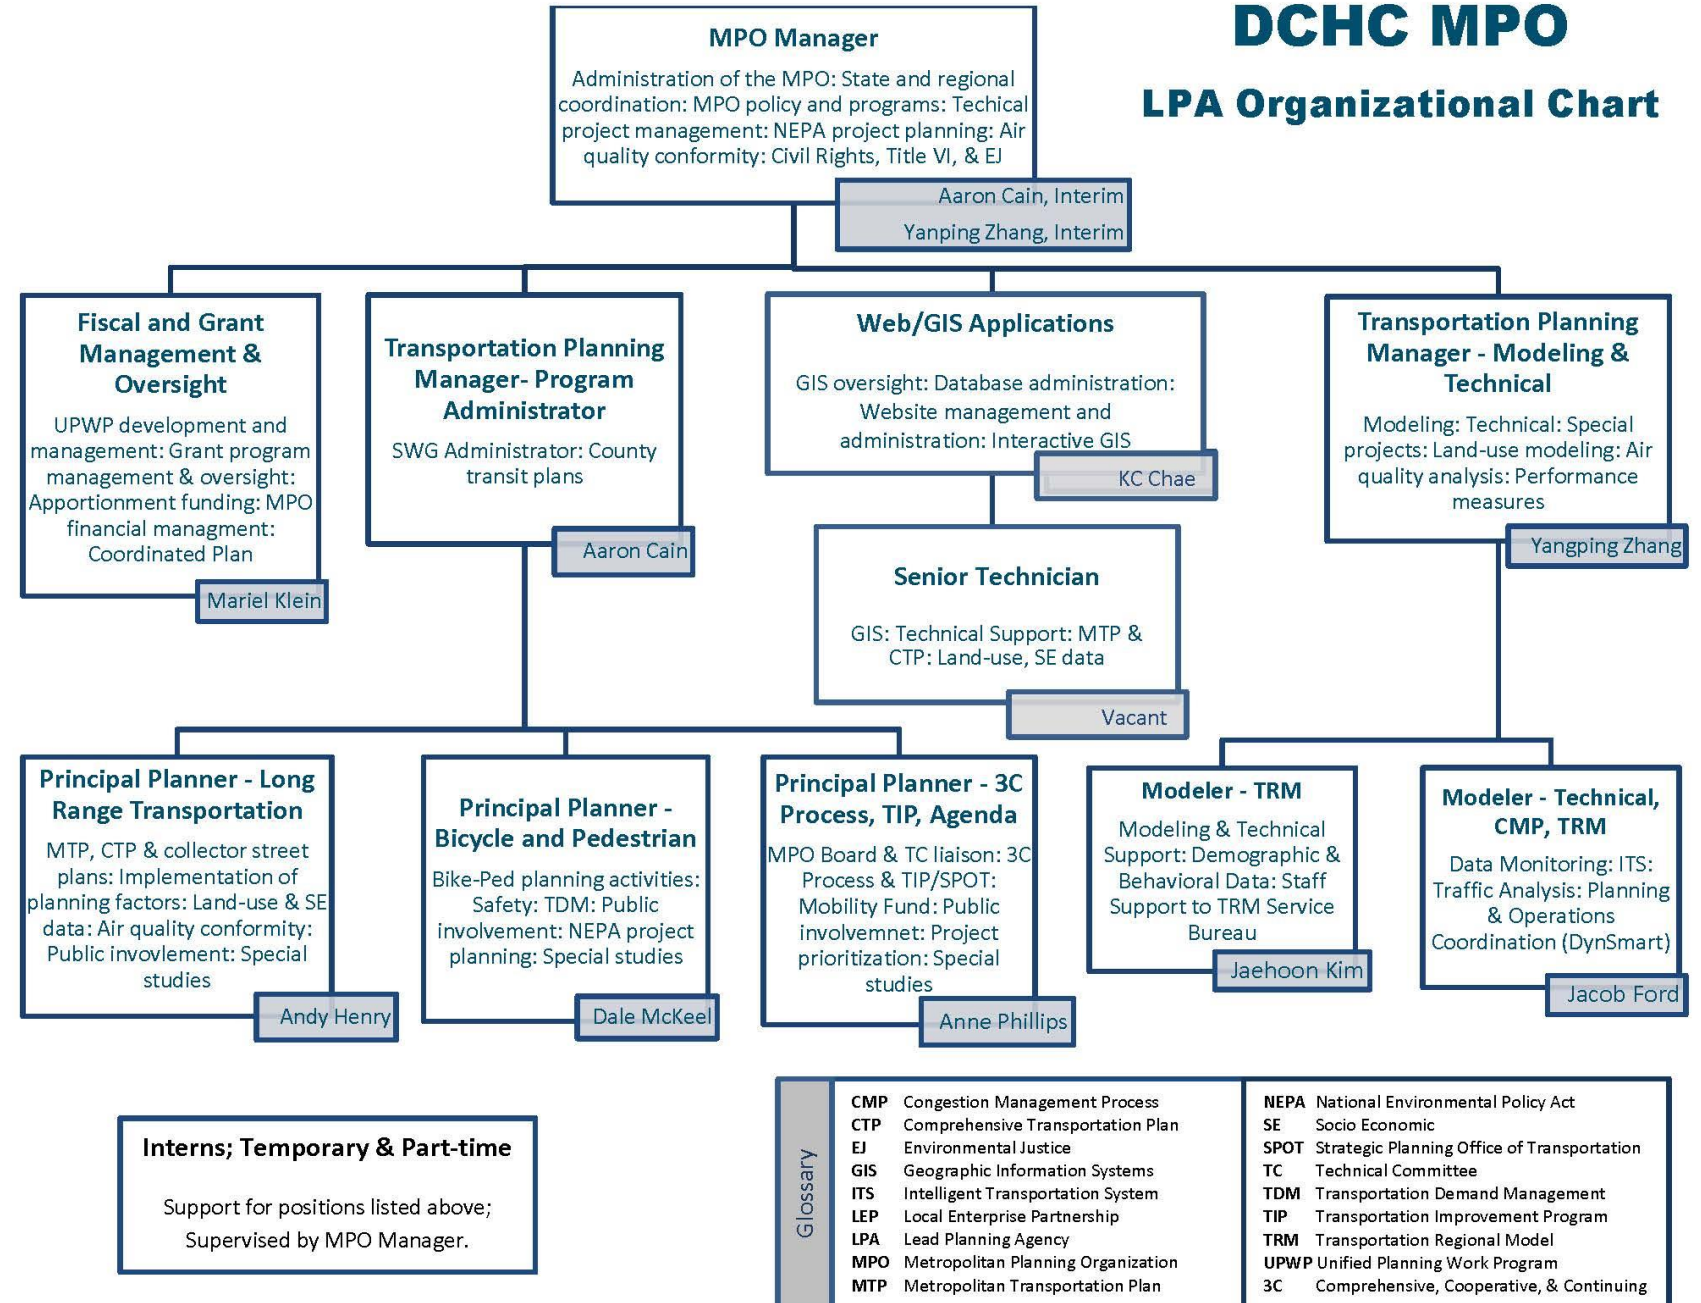 DCHC MPO
LPA Organizational Chart
MPO Manager
Administration of the MPO: State and regional
coordination: MPO policy and programs: Techical
project management: NEPA project planning: Air
quality conformity: Civil Rights, Title VI, & EJ
Aaron Cain, Interim
Yanping Zhang, Interim
Fiscal and Grant
Management &
Oversight
UPWP development and
management: Grant program
management & oversight:
Apportionment funding: MPO
financial managment:
Coordinated Plan
Mariel Klein
Transportation Planning
Manager- Program
Administrator
SWG Administrator: County
transit plans
Aaron Cain
Web/GIS Applications
GIS oversight: Database administration:
Website management and
administration: Interactive GIS
KC Chae
Transportation Planning
Manager - Modeling &
Technical
Modeling: Technical: Special
projects: Land-use modeling: Air
quality analysis: Performance
measures
Yangping Zhang
Senior Technician
GIS: Technical Support: MTP &
CTP: Land-use, SE data
Vacant
Principal Planner - Long
Range Transportation
MTP, CTP & collector street
plans: Implementation of
planning factors: Land-use & SE
data: Air quality conformity:
Public invovlement: Special
studies
Andy Henry
Principal Planner -
Bicycle and Pedestrian
Bike-Ped planning activities:
Safety: TDM: Public
involvement: NEPA project
planning: Special studies
Dale McKeel
Principal Planner - 3C
Process, TIP, Agenda
MPO Board & TC liaison: 3C
Process & TIP/SPOT:
Mobility Fund: Public
involvemnet: Project
prioritization: Special
studies
Anne Phillips
Modeler - TRM
Modeling & Technical
Support: Demographic &
Behavioral Data: Staff
Support to TRM Service
Bureau
Jaehoon Kim
Modeler - Technical,
CMP, TRM
Data Monitoring: ITS:
Traffic Analysis: Planning
& Operations
Coordination (DynSmart)
Jacob Ford
Interns; Temporary & Part-time
Support for positions listed above;
Supervised by MPO Manager.
Glossary
CMP Congestion Management Process
CTP Comprehensive Transportation Plan
EJ Environmental Justice
GIS Geographic Information Systems
ITS Intelligent Transportation System
LEP Local Enterprise Partnership
LPA Lead Planning Agency
MPO Metropolitan Planning Organization
MTP Metropolitan Transportation Plan
NEPA National Environmental Policy Act
SE Socio Economic
SPOT Strategic Planning Office of Transportation
TC Technical Committee
TDM Transportation Demand Management
TIP Transportation Improvement Program
TRM Transportation Regional Model
UPWP Unified Planning Work Program
3C Comprehensive, Cooperative, & Continuing